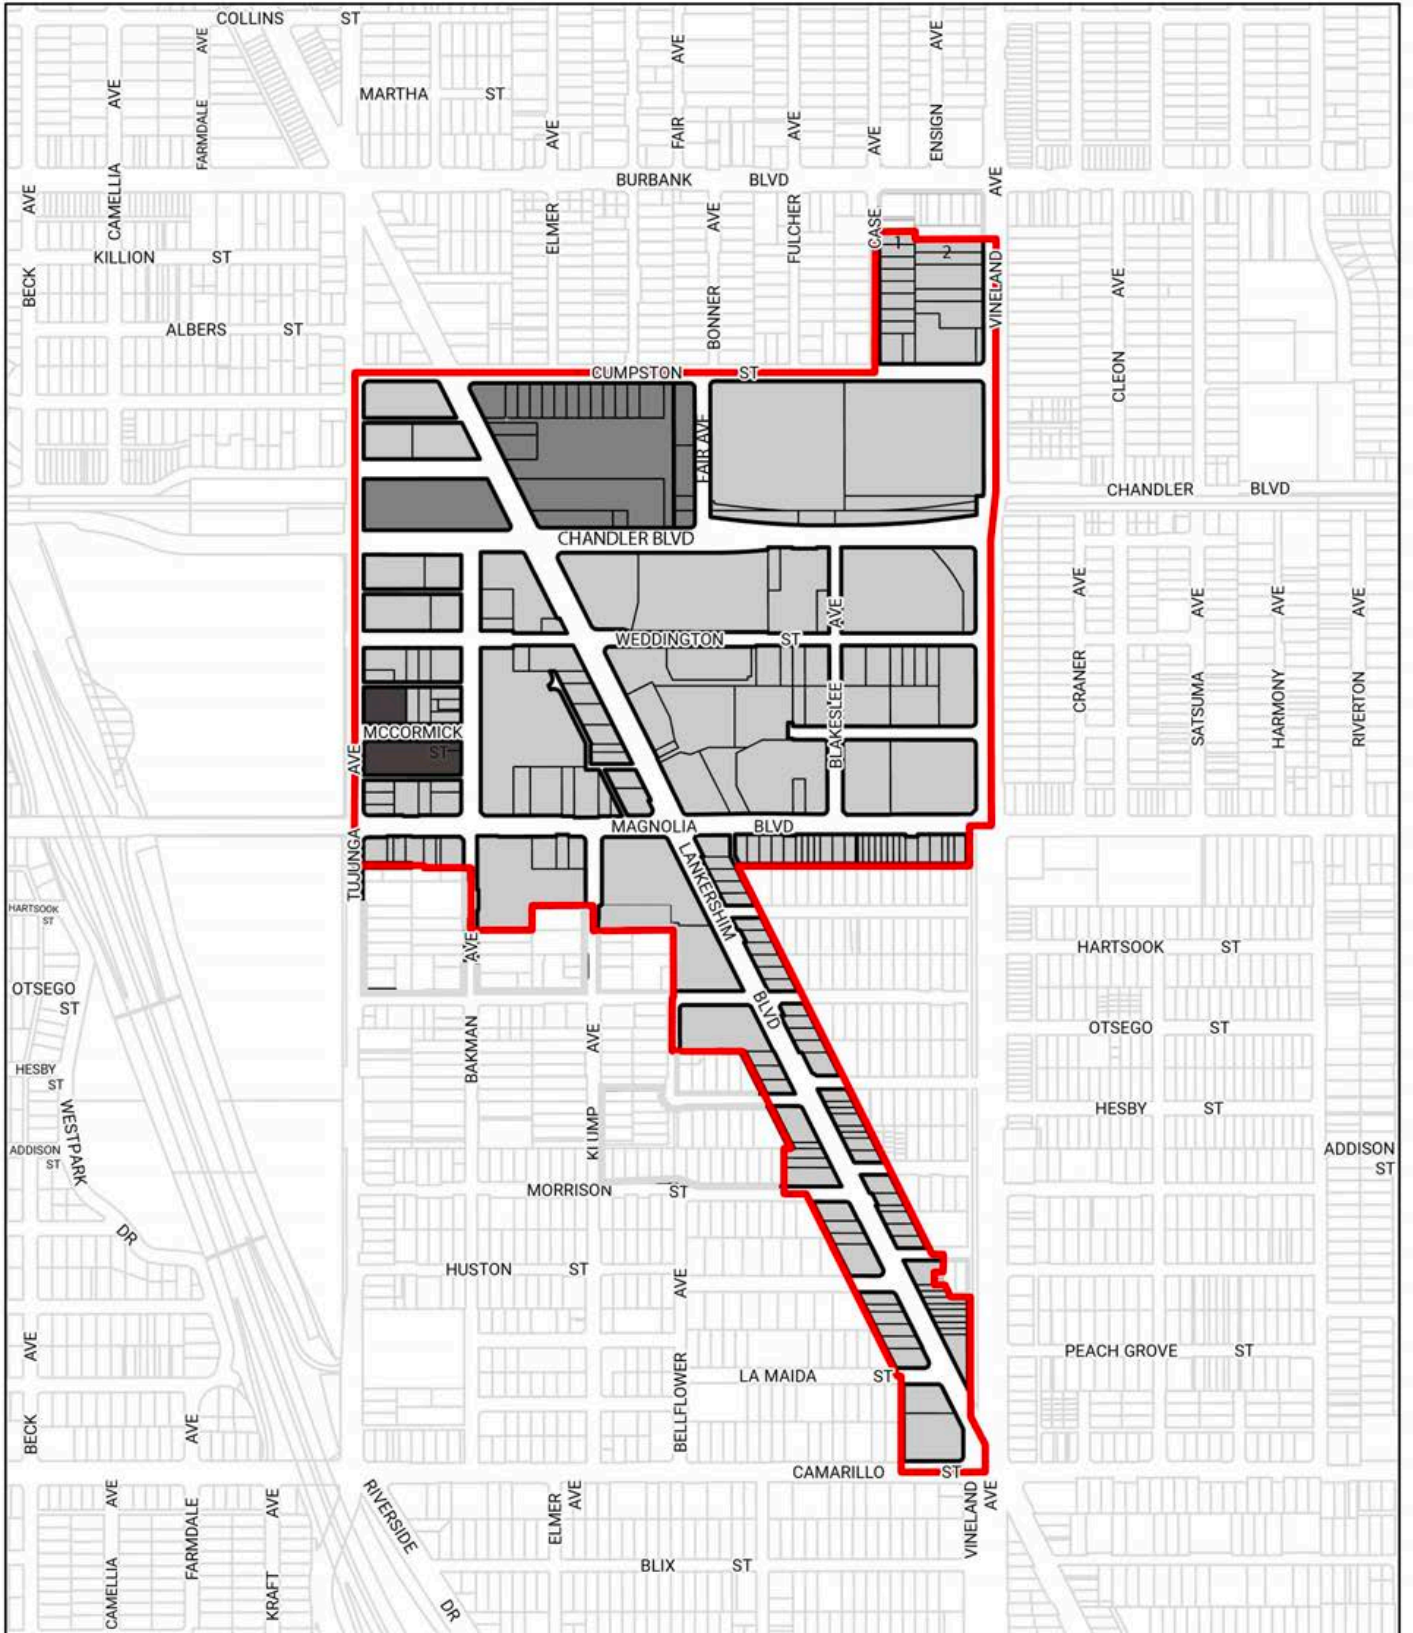 COLLINS ST
AVE
AVE
AVE
MARTHA ST
AVE
FARMDALE
AVE
FAIR
AVE
AVE
ENSIGN
CAMELLIA
BURBANK BLVD
AVE
AVE
AVE
ELMER
FULCHER
CASE
1
2
KILLION ST
BECK
VINELAND
AVE
BONNER
ALBERS ST
CLEON
CUMPSTON ST
FAIR AVE
CHANDLER BLVD
CHANDLER BLVD
AVE
AVE
AVE
AVE
AVE
WEDDINGTON ST
CRANER
SATSUMA
HARMONY
RIVERTON
BLAKESLEE
MCCORMICK
ST
AVE
MAGNOLIA BLVD
TUJUNGA
LANKERSHIM
HARTSOOK
ST
AVE
HARTSOOK ST
OTSEGO
ST
BLVD
OTSEGO ST
BAKMAN
AVE
HESBY
ST
WESTPARK
HESBY ST
KLUMP
ADDISON
ST
ADDISON
ST
MORRISON ST
DR
HUSTON ST
AVE
AVE
PEACH GROVE ST
LA MAIDA ST
BELLFLOWER
BECK
AVE
CAMARILLO ST
AVE
AVE
AVE
AVE
RIVERSIDE
ELMER
VINELAND
FARMDALE
BLIX ST
CAMELLIA
KRAFT
DR